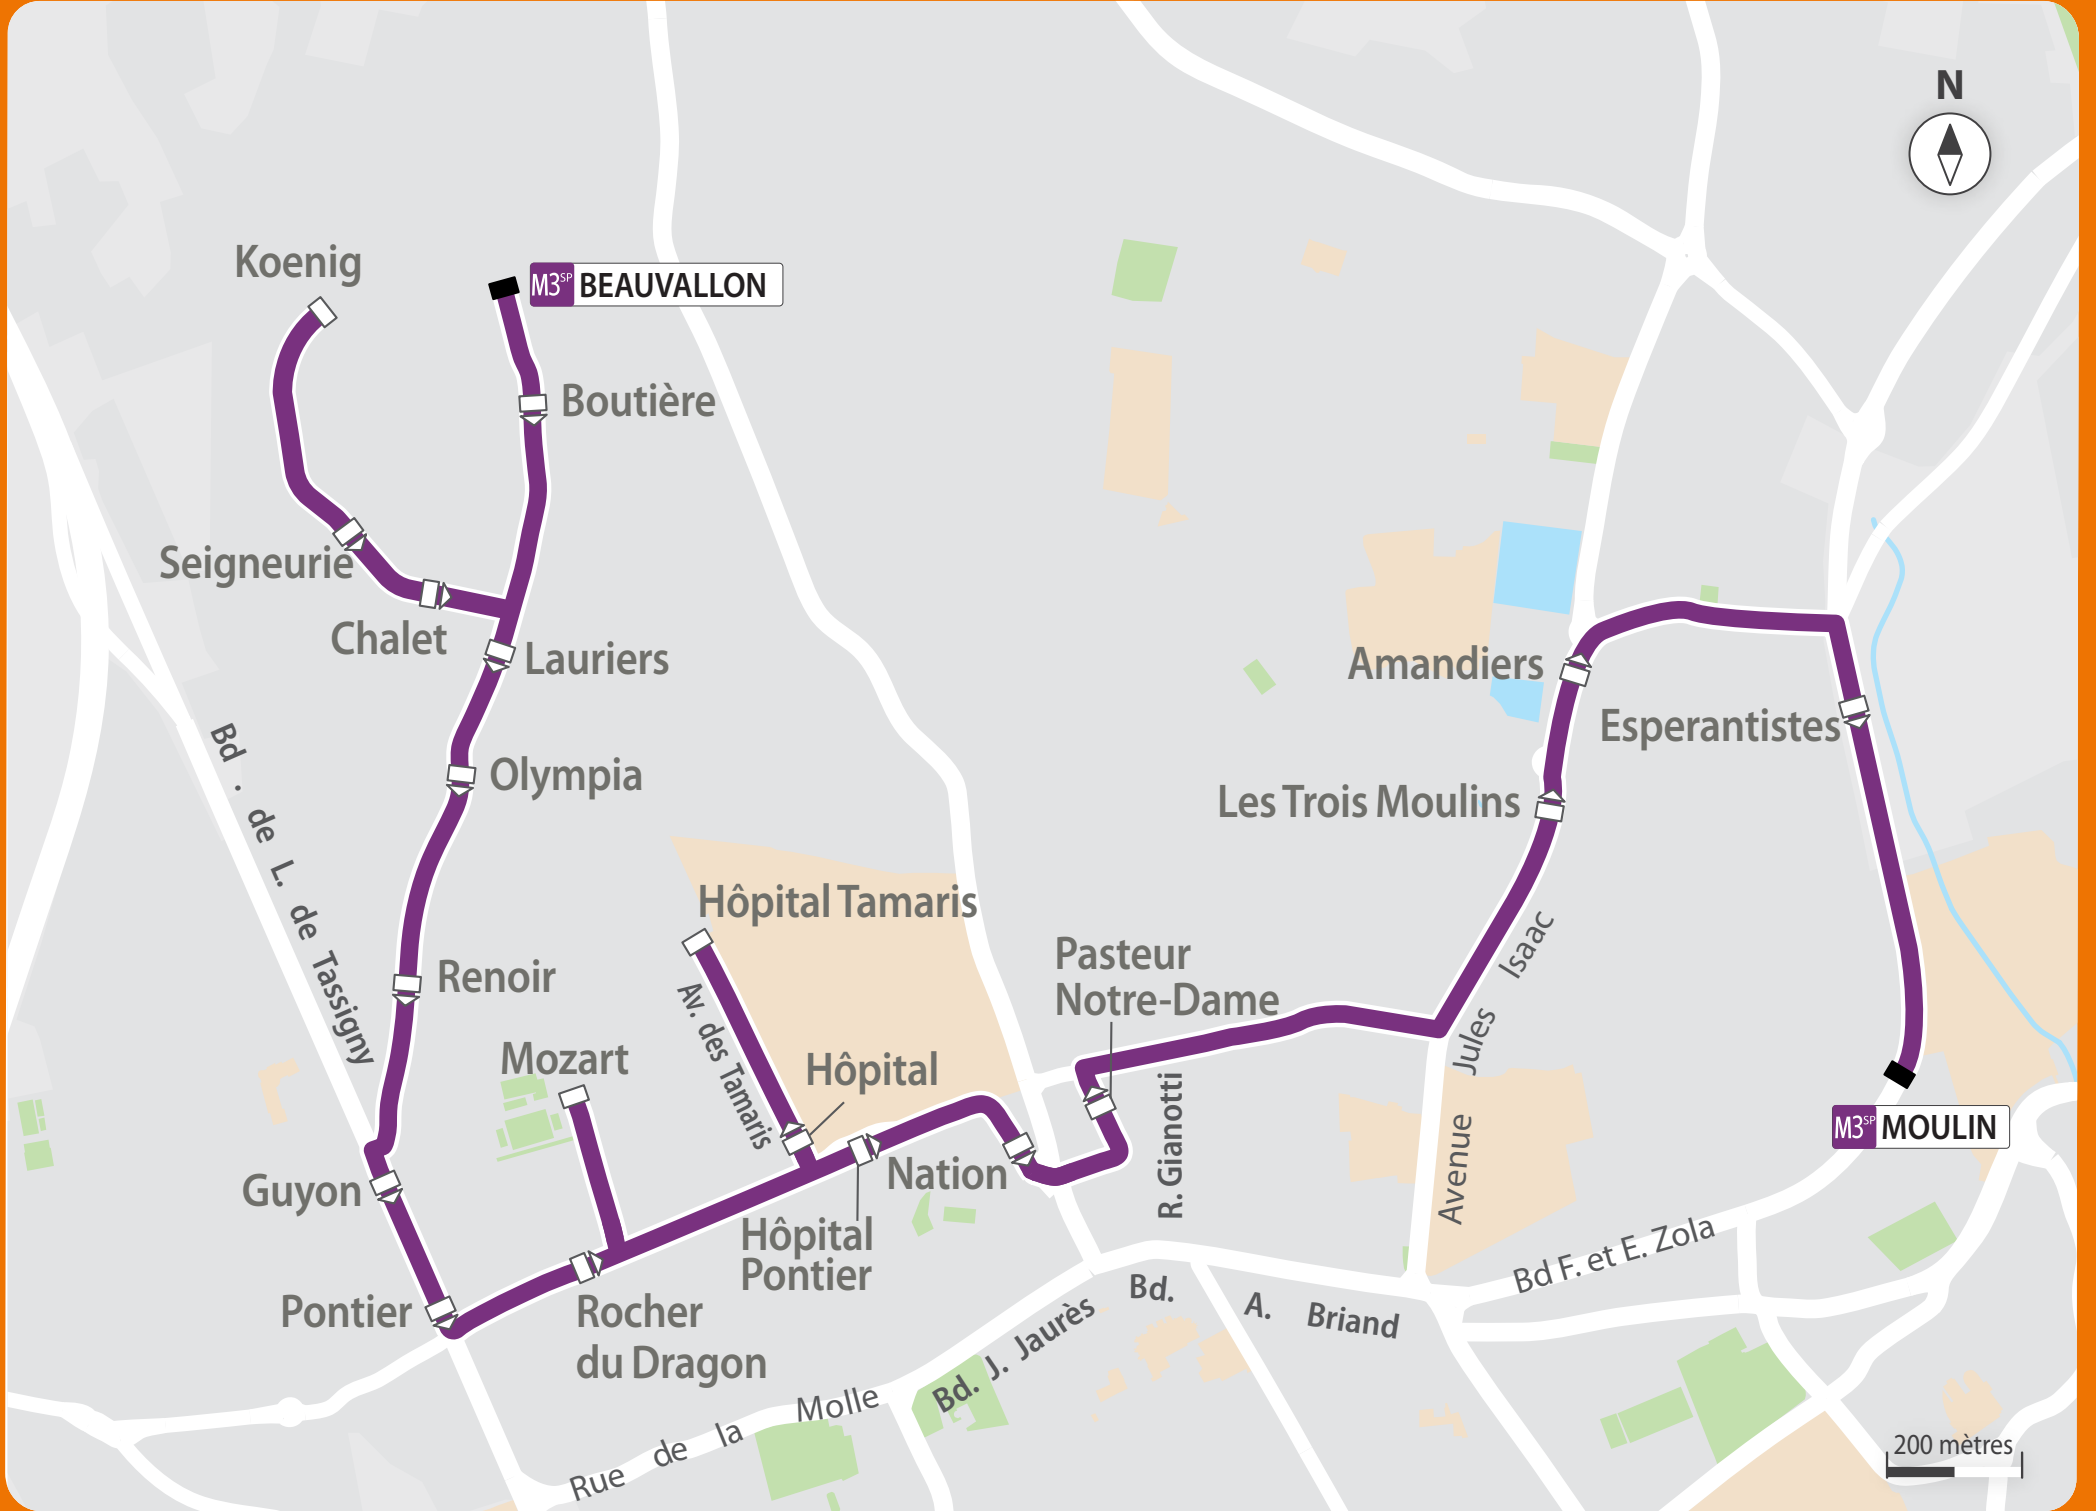 N
Koenig
M3SP BEAUVALLON
Boutière
Seigneurie
Chalet
Lauriers
Amandiers
Esperantistes
Olympia
Les Trois Moulins
Bd . de L. de Tassigny
Hôpital Tamaris
Renoir
Pasteur
Notre-Dame
Avenue Jules Isaac
Av. des Tamaris
Mozart
Hôpital
R. Gianotti
M3SP MOULIN
Nation
Guyon
Hôpital
Pontier
Bd F. et E. Zola
Pontier
Rocher
du Dragon
Bd. A. Briand
Bd. J. Jaurès
Rue de la Molle
200 mètres